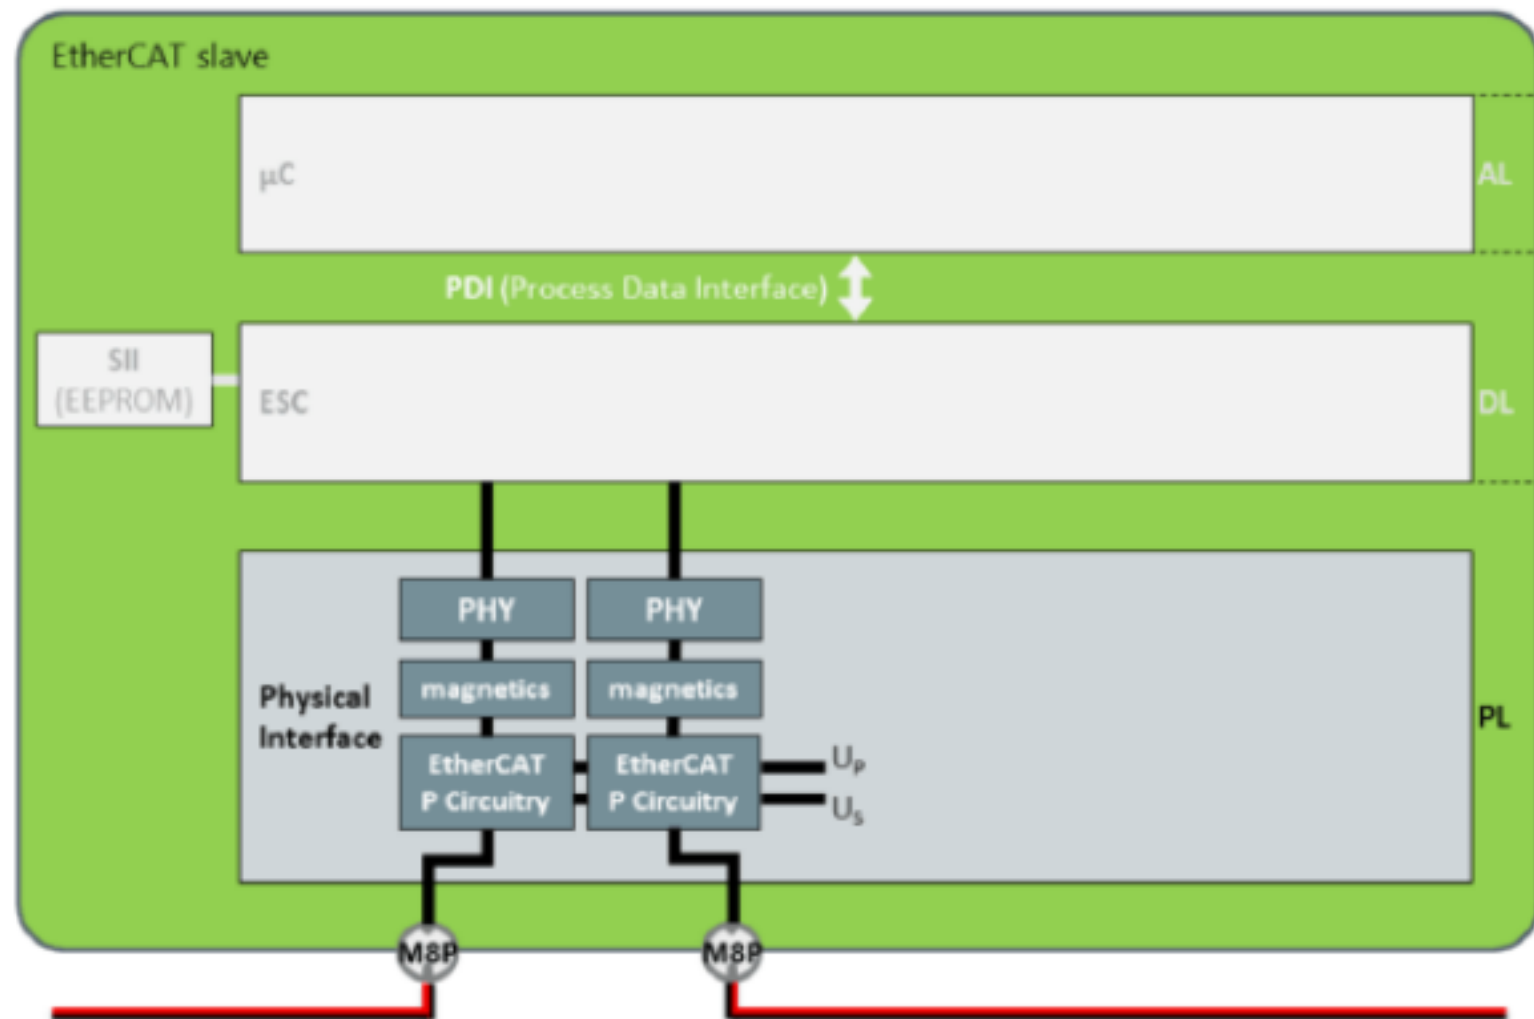 EtherCAT slave
µC
AL
PDI (Process Data Interface)
SII
(EEPROM)
ESC
DL
PHY
PHY
magnetics
magnetics
Physical
Interface
PL
EtherCAT
P Circuitry
EtherCAT
P Circuitry
UP
US
M8P
M8P